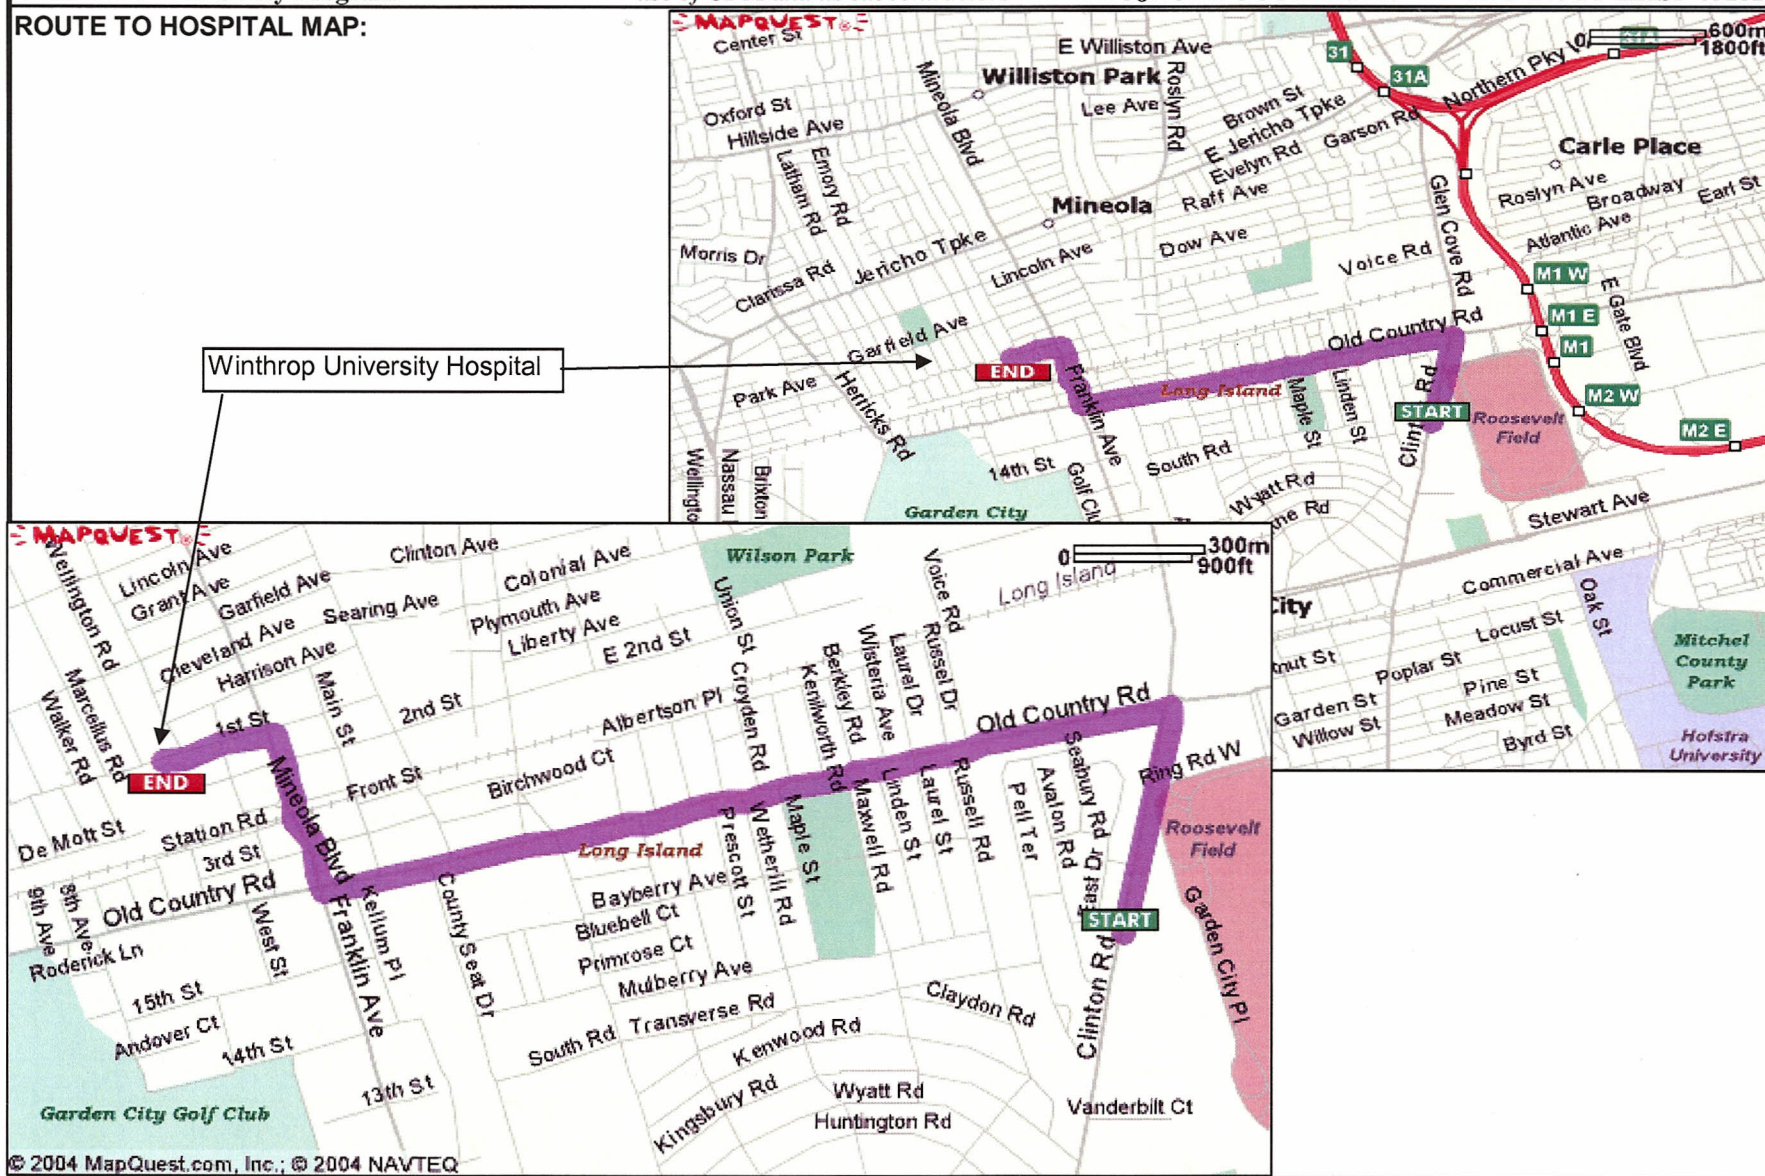 ROUTE TO HOSPITAL MAP:
Winthrop University Hospital
MAPQUEST
Center St
E Williston Ave
Williston Park
Mineola Blvd
Roslyn Rd
Lee Ave
Oxford St
Hillside Ave
Latham Rd
Emory Rd
Brown St
E Jericho Tpke
Evelyn Rd
Garson Rd
Raff Ave
31
31A
Northern Pky
600m
0
1800ft
Carle Place
Roslyn Ave
Broadway
Earl St
Atlantic Ave
Mineola
Morris Dr
Clarissa Rd
Jericho Tpke
Lincoln Ave
Dow Ave
Voice Rd
Glen Cove Rd
M1 W
M1 E
M1
M2 W
M2 E
E Gate Blvd
Garfield Ave
Old Country Rd
END
Park Ave
Herricks Rd
Franklin Ave
Long Island
Maple St
Linden St
START
Roosevelt
Field
14th St
South Rd
Wyatt Rd
Stewart Ave
Nassau
Brixton
Garden City
Commercial Ave
Oak St
Locust St
Poplar St
Pine St
Garden St
Meadow St
Willow St
Byrd St
Mitchel
County
Park
Hofstra
University
MAPQUEST
Wellington Rd
Lincoln Ave
Grant Ave
Garfield Ave
Cleveland Ave
Searing Ave
Harrison Ave
Clinton Ave
Colonial Ave
Plymouth Ave
Liberty Ave
E 2nd St
Wilson Park
Union St
Voice Rd
Long Island
300m
0
900ft
Marcellus Rd
Walker Rd
1st St
Main St
2nd St
Albertson Pl
Croyden Rd
Kenilworth Rd
Berkley Rd
Wisteria Ave
Laurel Dr
Russel Dr
Old Country Rd
END
Mineola Blvd
Front St
Birchwood Ct
Ring Rd W
De Mott St
Station Rd
3rd St
Old Country Rd
Long Island
Prescott St
Wetherill Rd
Maple St
Maxwell Rd
Linden St
Laurel St
Russell Rd
Pell Ter
Avalon Rd
Seabury Rd
East Dr
Roosevelt
Field
9th Ave
8th Ave
West St
Kellum Pl
County Seat Dr
Bayberry Ave
Bluebell Ct
Primrose Ct
Mulberry Ave
START
Roderick Ln
15th St
Andover Ct
14th St
13th St
Franklin Ave
South Rd
Transverse Rd
Kenwood Rd
Claydon Rd
Clinton Rd
Garden City Pl
Garden City Golf Club
Kingsbury Rd
Wyatt Rd
Huntington Rd
Vanderbilt Ct
© 2004 MapQuest.com, Inc.; © 2004 NAVTEQ